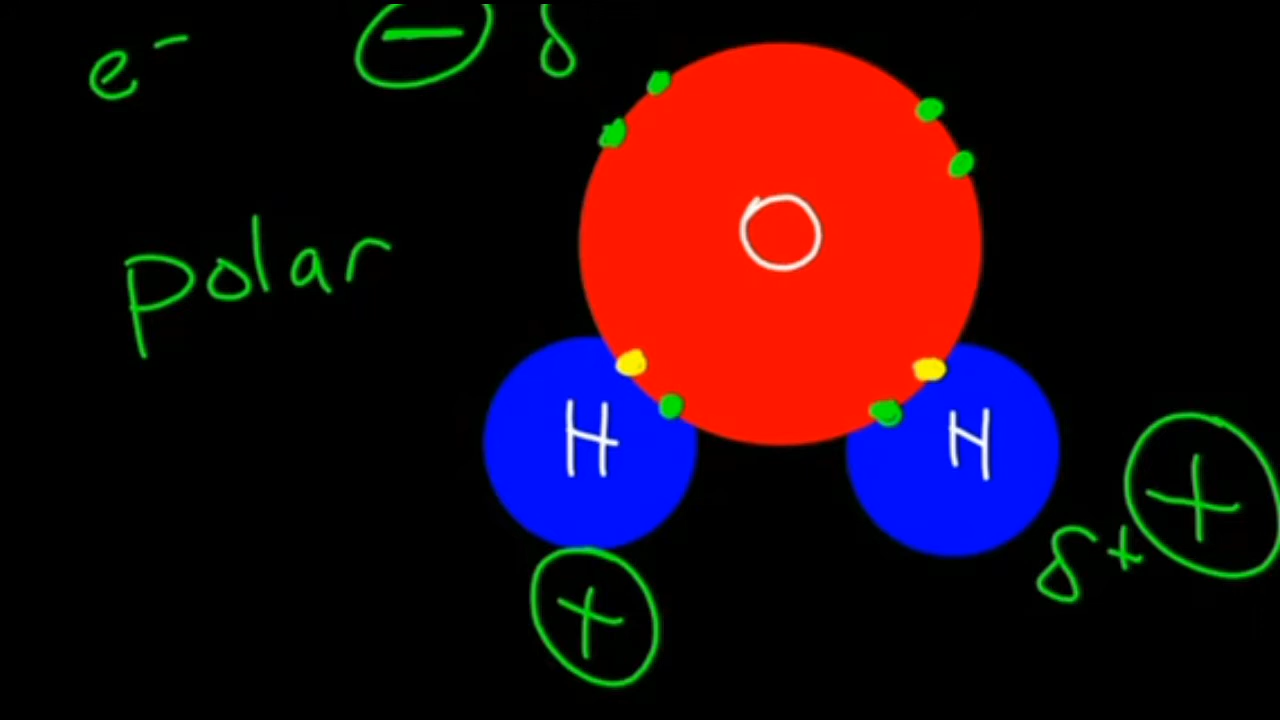 e⁻ − δ
O
polar
H H
+ δ+ +